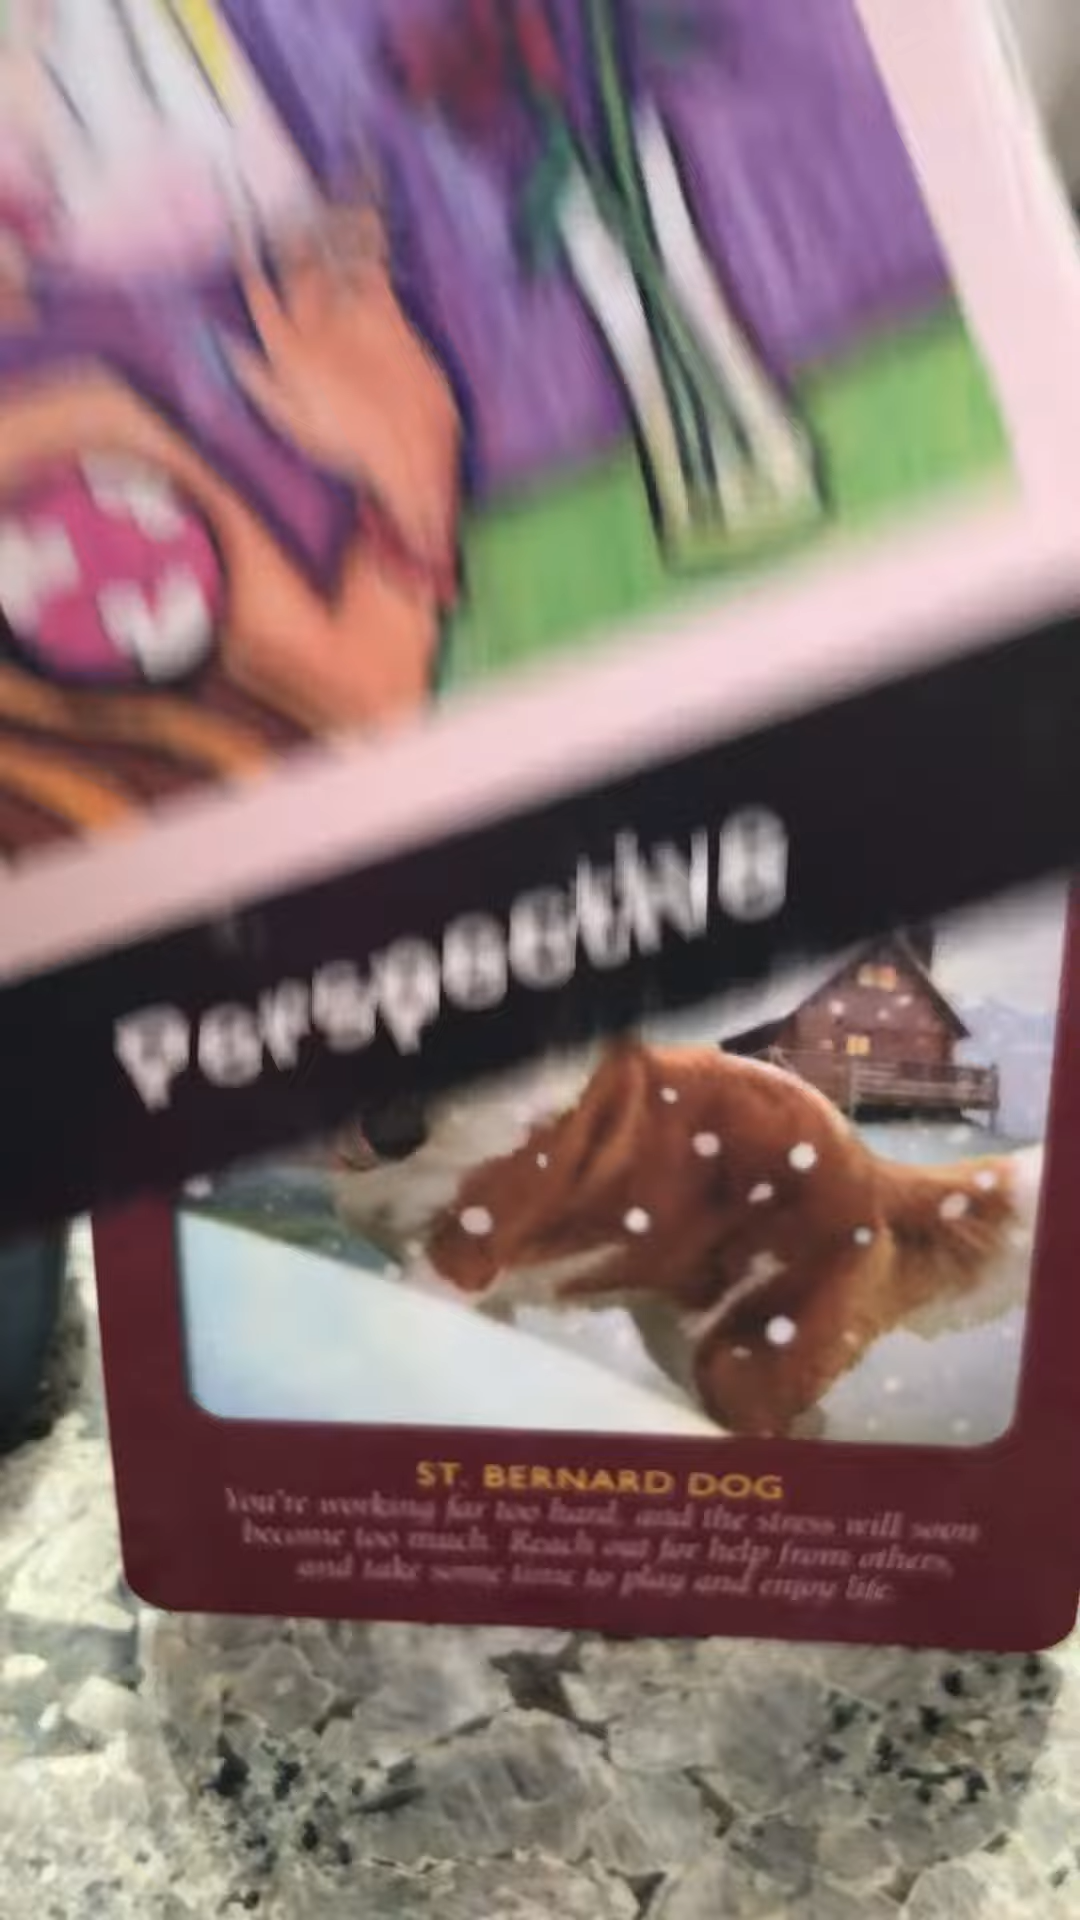 Perspective
ST. BERNARD DOG
You're working far too hard, and the stress will soon
become too much. Reach out for help from others,
and take some time to play and enjoy life.